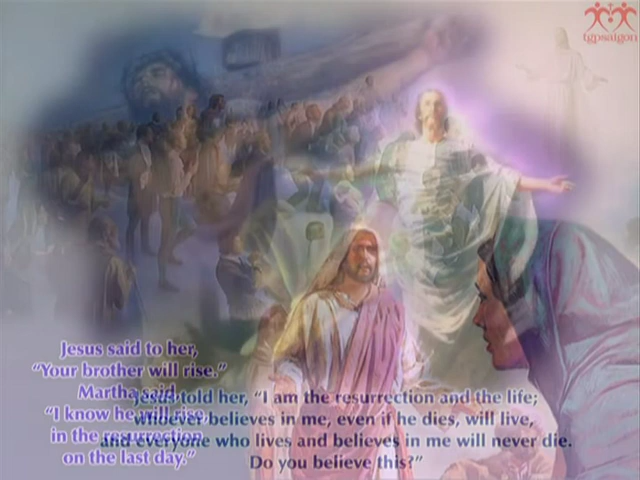 tgpsaigon
Jesus said to her,
“Your brother will rise.”
Martha said,
“I know he will rise,
in the resurrection
on the last day.”
Jesus told her, “I am the resurrection and the life;
whoever believes in me, even if he dies, will live,
and everyone who lives and believes in me will never die.
Do you believe this?”